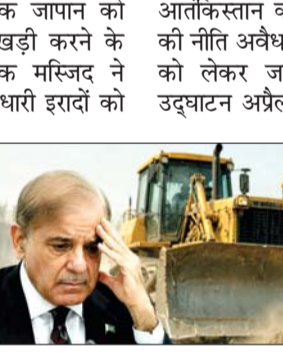 क जापान को
खड़ी करने के
क मस्जिद ने
धारी इरादों को
आतंकिस्तान व
की नीति अवैध
को लेकर ज
उद्घाटन अप्रैल